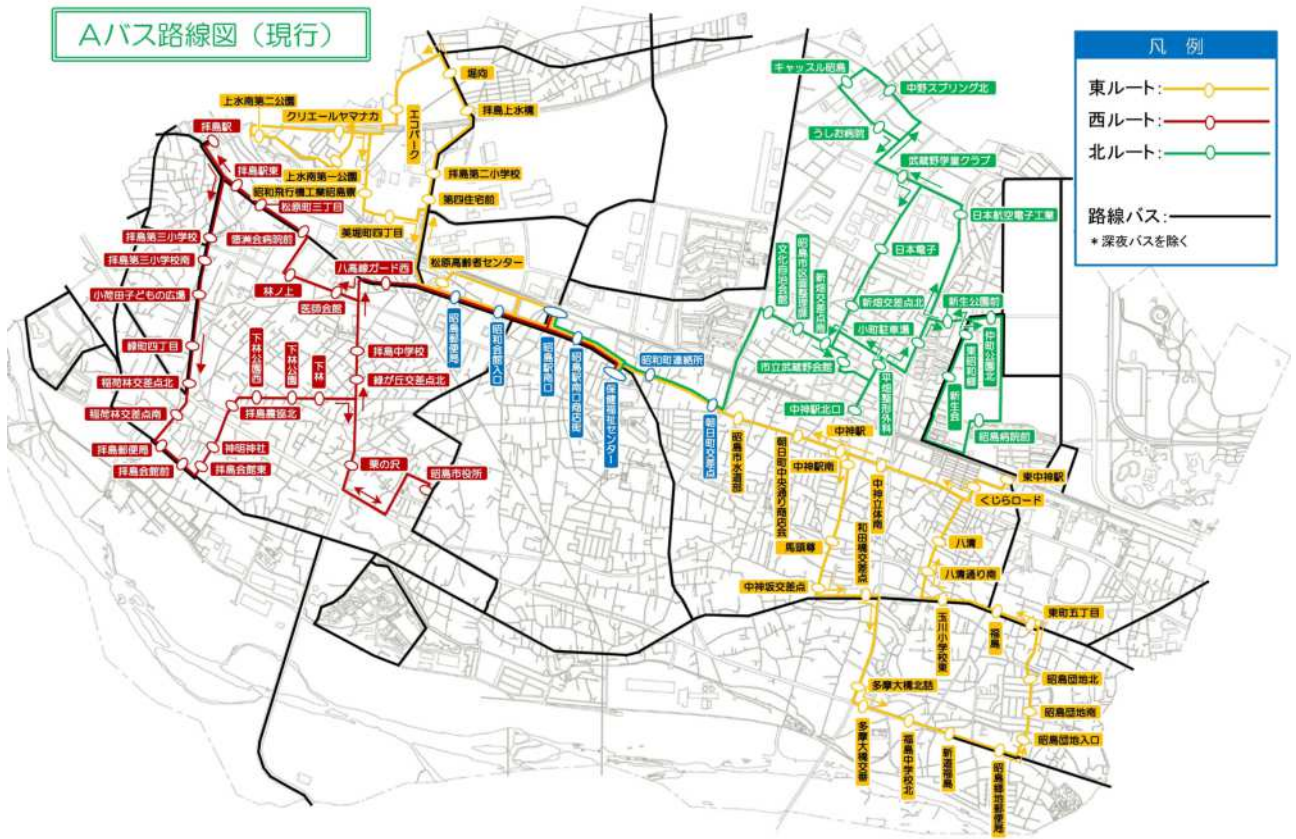 Aバス路線図（現行）
凡 例
東ルート：
西ルート：
北ルート：
路線バス：
＊深夜バスを除く
堀向
拝島上水橋
エコパーク
上水南第二公園
クリエールヤマナカ
上水南第一公園
昭和飛行機工業昭島寮
美堀町四丁目
拝島第二小学校
第四住宅前
松原高齢者センター
拝島駅
拝島駅東
松原町三丁目
徳洲会病院前
林ノ上
医師会館
八高線ガード西
拝島第三小学校
拝島第三小学校南
小荷田子どもの広場
緑町四丁目
稲荷林交差点北
稲荷林交差点南
拝島郵便局
拝島会館前
拝島会館東
神明神社
拝島農協北
下林公園西
下林公園
下林
拝島中学校
緑が丘交差点北
栗の沢
昭島市役所
昭島郵便局
昭和会館入口
昭島駅南口
昭島駅南口商店街
保健福祉センター
昭和町連絡所
朝日町交差点
キャッスル昭島
中野スプリング北
うしお病院
武蔵野学童クラブ
日本航空電子工業
日本電子
文化自治会館
昭島市区画整理課
新畑交差点南
新畑交差点北
小町駐車場
新生公園前
仲町公園北
東昭和橋
新生会
昭島病院前
市立武蔵野会館
中神駅北口
平畑整形外科
昭島市水道部
朝日町中央通り商店会
中神駅
中神駅南
中神立体南
東中神駅
くじらロード
八清
八清通り南
馬頭尊
和田橋交差点
中神坂交差点
玉川小学校東
福島
東町五丁目
昭島団地北
昭島団地南
昭島団地入口
多摩大橋北詰
多摩大橋交番
福島中学校北
新道福島
昭島郷地郵便局